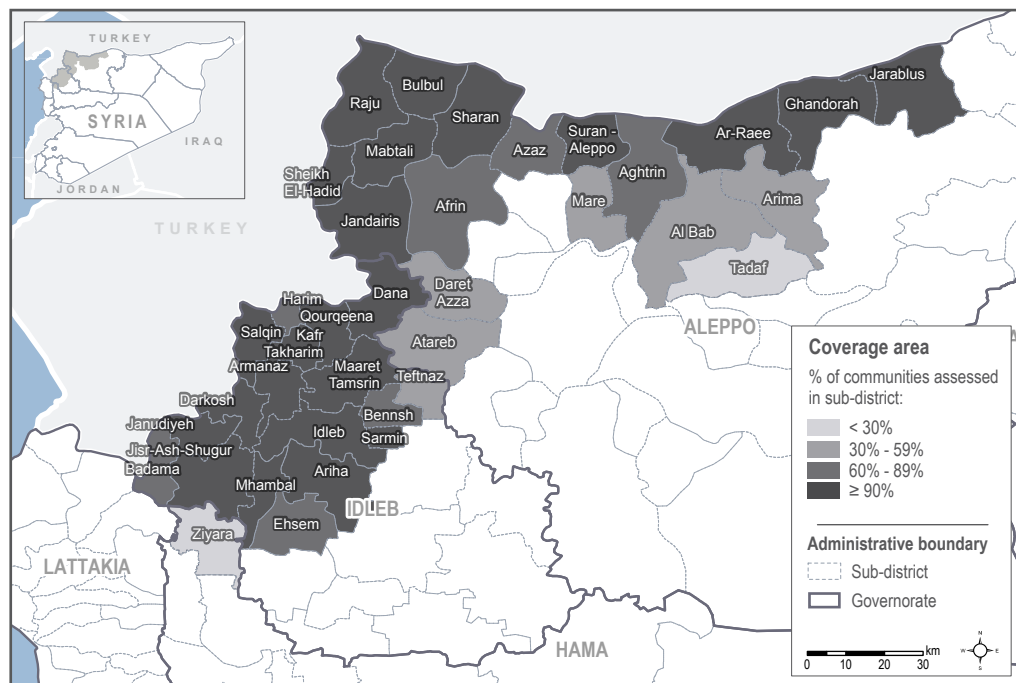 TURKEY
SYRIA
IRAQ
JORDAN
TURKEY
Jarablus
Bulbul
Ghandorah
Raju
Sharan
Suran -
Aleppo
Ar-Raee
Azaz
Mabtali
Aghtrin
Sheikh
El-Hadid
Mare
Arima
Afrin
Jandairis
Al Bab
Tadaf
Dana
Daret
Azza
Harim
Qourqeena
ALEPPO
Salqin
Kafr
Takharim
Atareb
Armanaz
Maaret
Tamsrin
Teftnaz
Darkosh
Bennsh
Janudiyeh
Idleb
Sarmin
Jisr-Ash-Shugur
Badama
Ariha
Mhambal
IDLEB
Ehsem
Ziyara
LATTAKIA
HAMA
Coverage area
% of communities assessed
in sub-district:
< 30%
30% - 59%
60% - 89%
≥ 90%
Administrative boundary
Sub-district
Governorate
0 5 10 20 30
km
N
W E
S